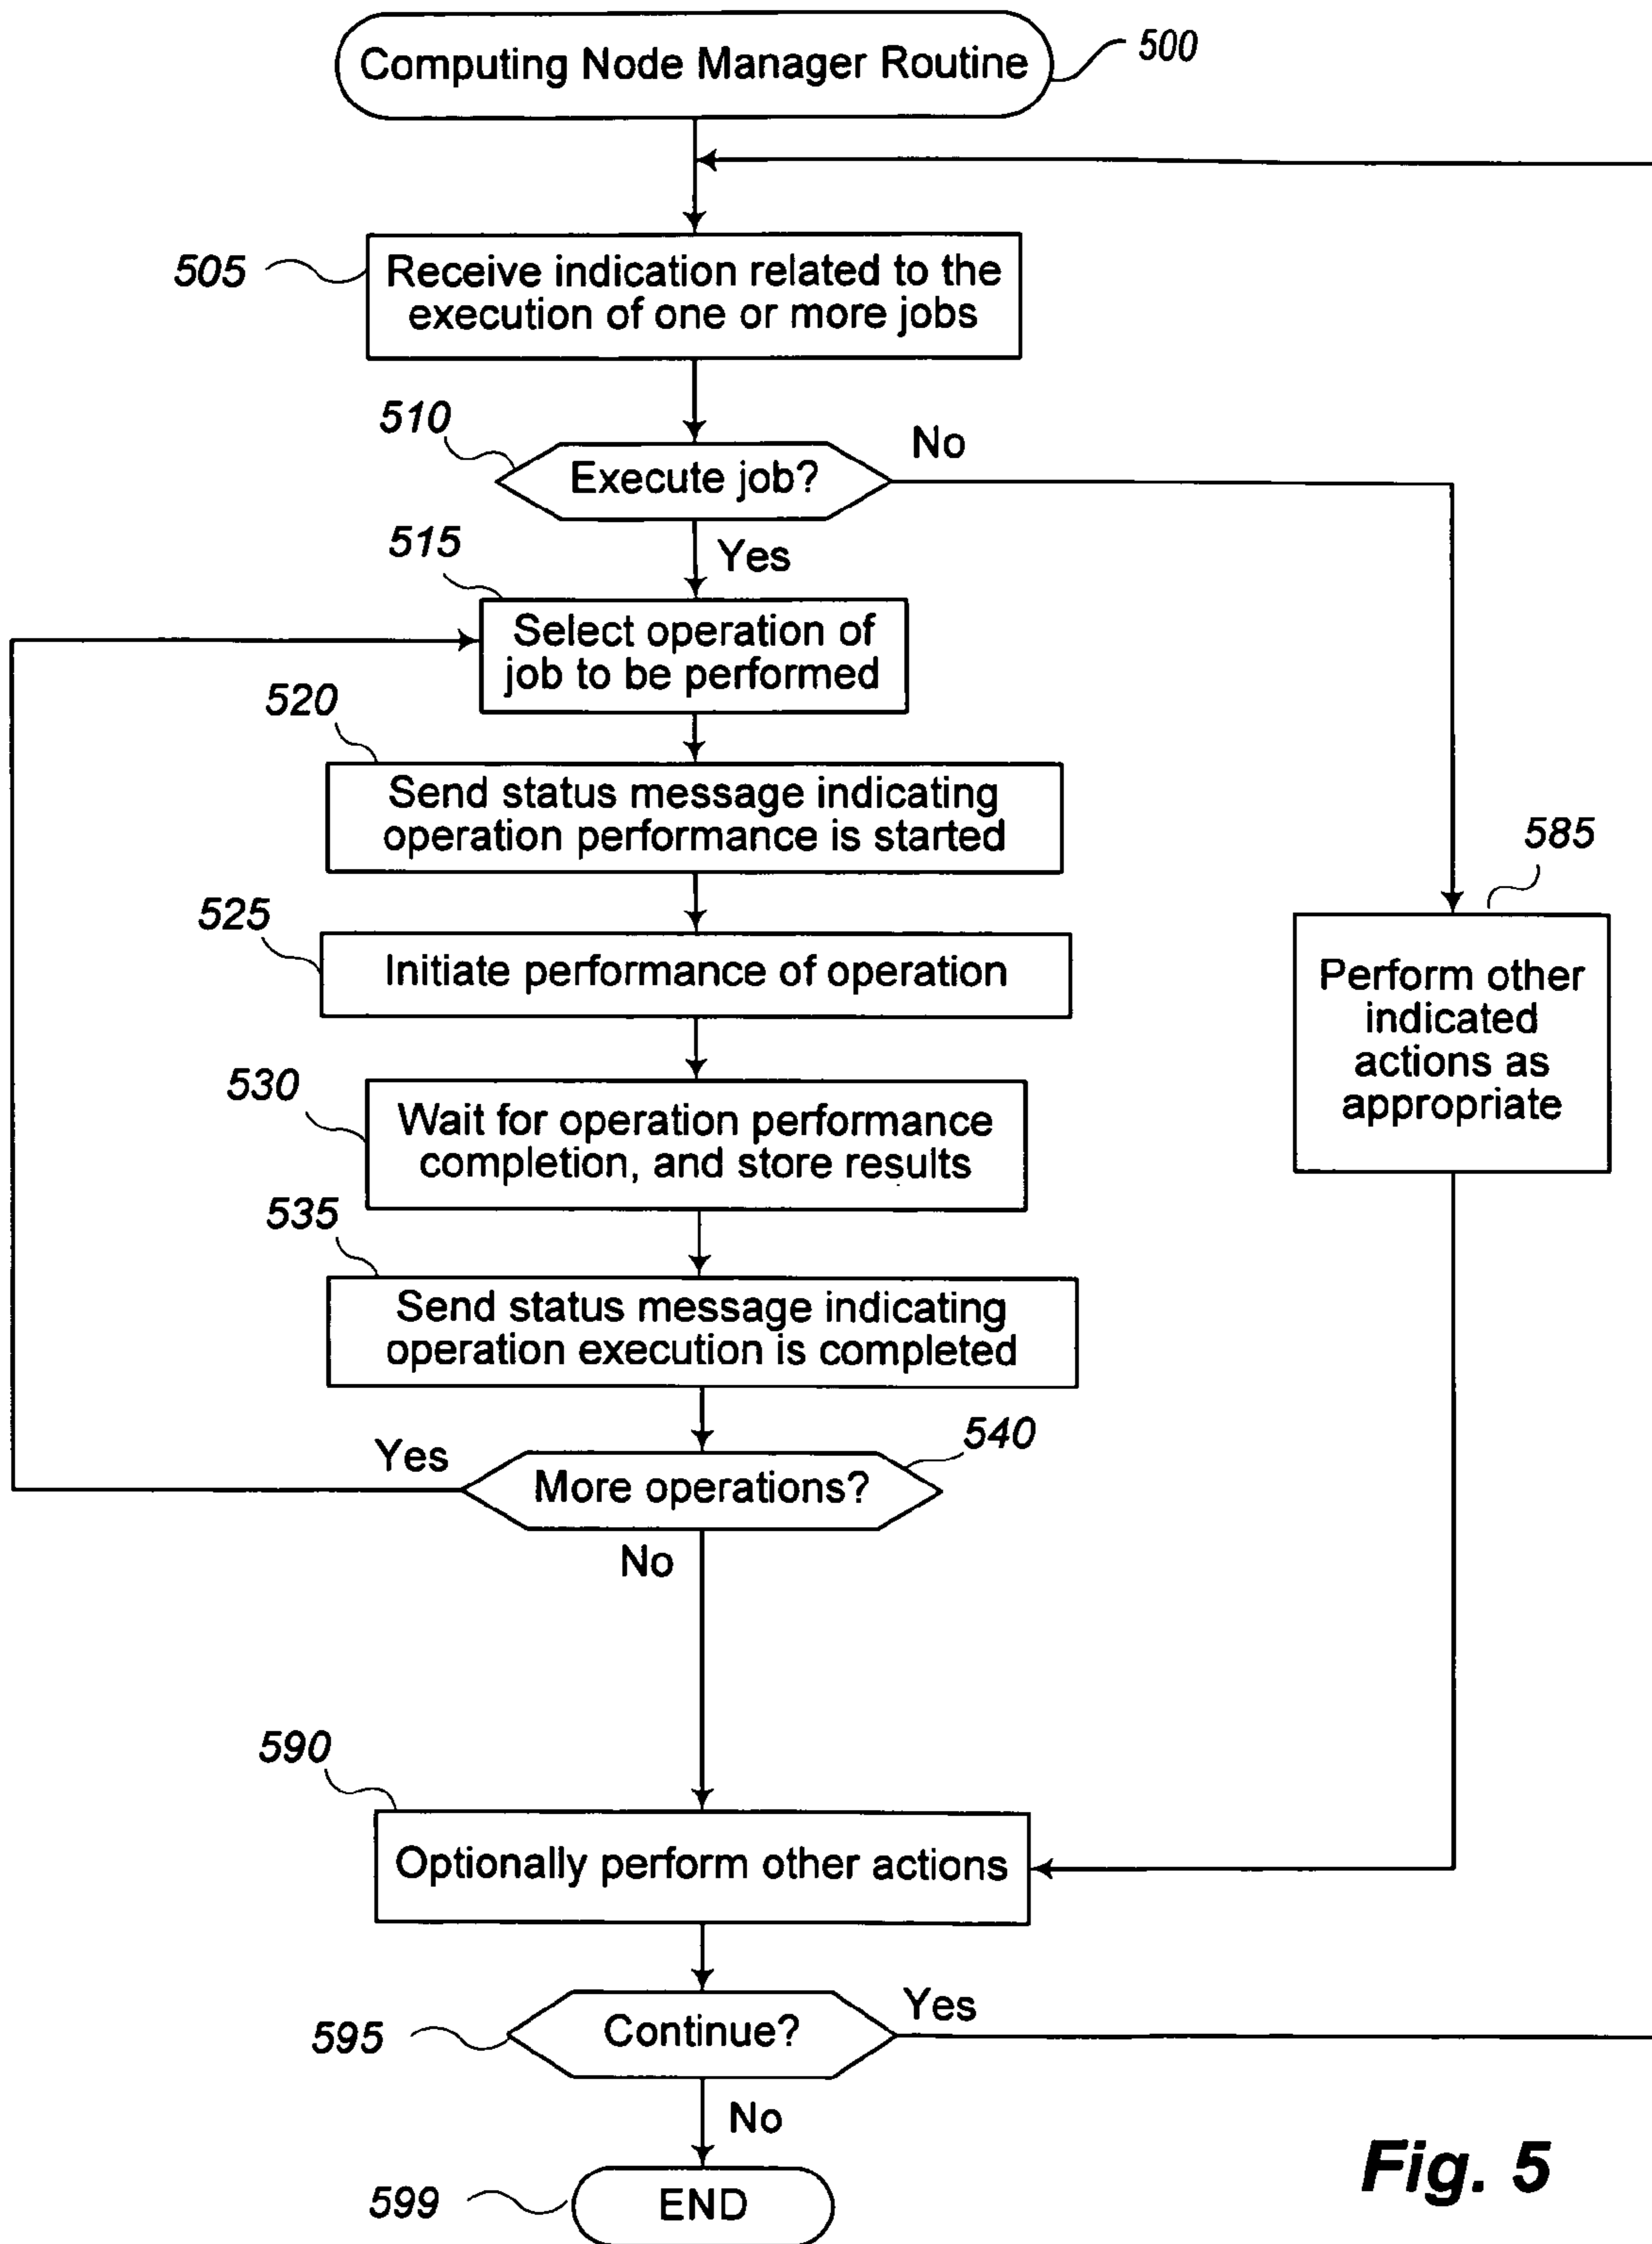 Computing Node Manager Routine
500
505
Receive indication related to the
execution of one or more jobs
510
Execute job?
No
Yes
515
Select operation of
job to be performed
520
Send status message indicating
operation performance is started
585
525
Initiate performance of operation
Perform other
indicated
actions as
appropriate
530
Wait for operation performance
completion, and store results
535
Send status message indicating
operation execution is completed
540
Yes
More operations?
No
590
Optionally perform other actions
595
Continue?
Yes
No
599
END
Fig. 5